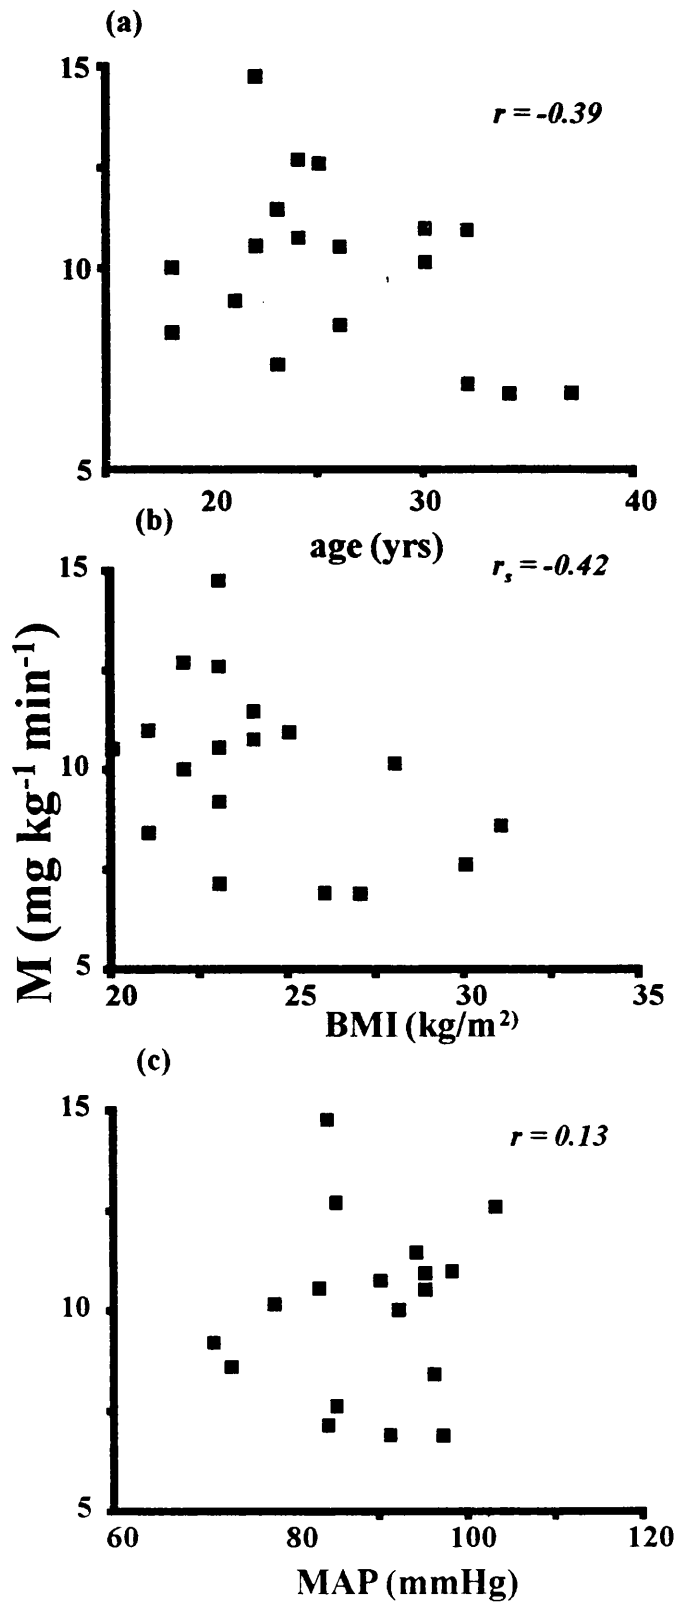 (a)
15
r = -0.39
10
5
20 30 40
(b)
age (yrs)
r_s = -0.42
15
10
5
20 25 30 35
BMI (kg/m²)
M (mg kg⁻¹ min⁻¹)
(c)
15
r = 0.13
10
5
60 80 100 120
MAP (mmHg)